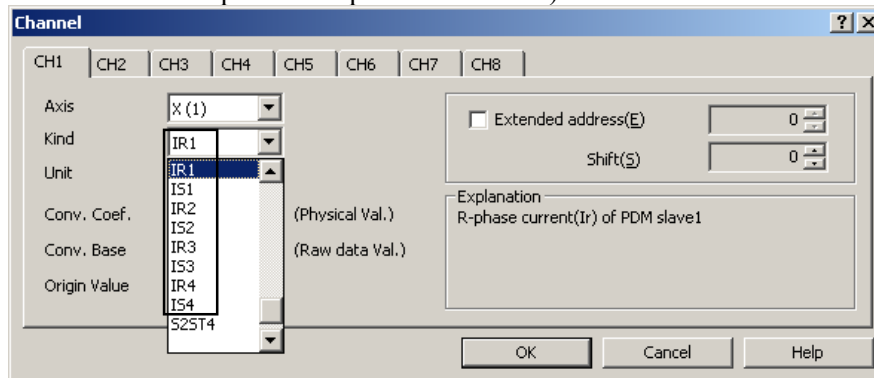 Channel
CH1 CH2 CH3 CH4 CH5 CH6 CH7 CH8
Axis X (1)
Kind IR1
Unit
Conv. Coef. (Physical Val.)
Conv. Base (Raw data Val.)
Origin Value
IR1
IS1
IR2
IS2
IR3
IS3
IR4
IS4
S2ST4
Extended address(E) 0
Shift(S) 0
Explanation
R-phase current(Ir) of PDM slave1
OK Cancel Help